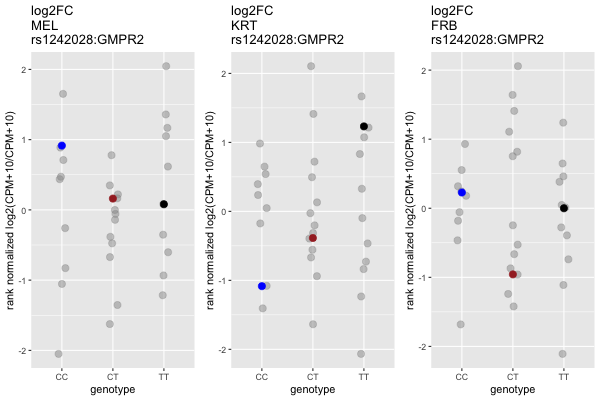 log2FC
MEL
rs1242028:GMPR2
rank normalized log2(CPM+10/CPM+10)
2
1
0
-1
-2
CC
CT
TT
genotype
log2FC
KRT
rs1242028:GMPR2
rank normalized log2(CPM+10/CPM+10)
2
1
0
-1
-2
CC
CT
TT
genotype
log2FC
FRB
rs1242028:GMPR2
rank normalized log2(CPM+10/CPM+10)
2
1
0
-1
-2
CC
CT
TT
genotype